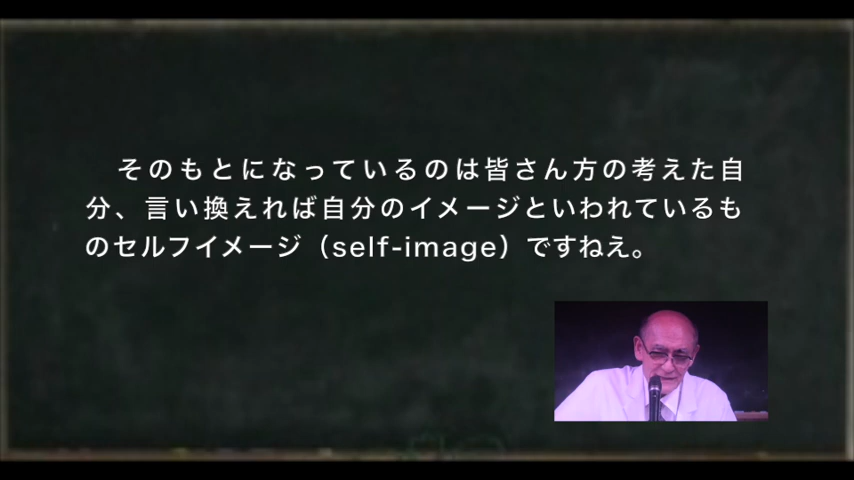 そのもとになっているのは皆さん方の考えた自
分、言い換えれば自分のイメージといわれているも
のセルフイメージ（self-image）ですねえ。